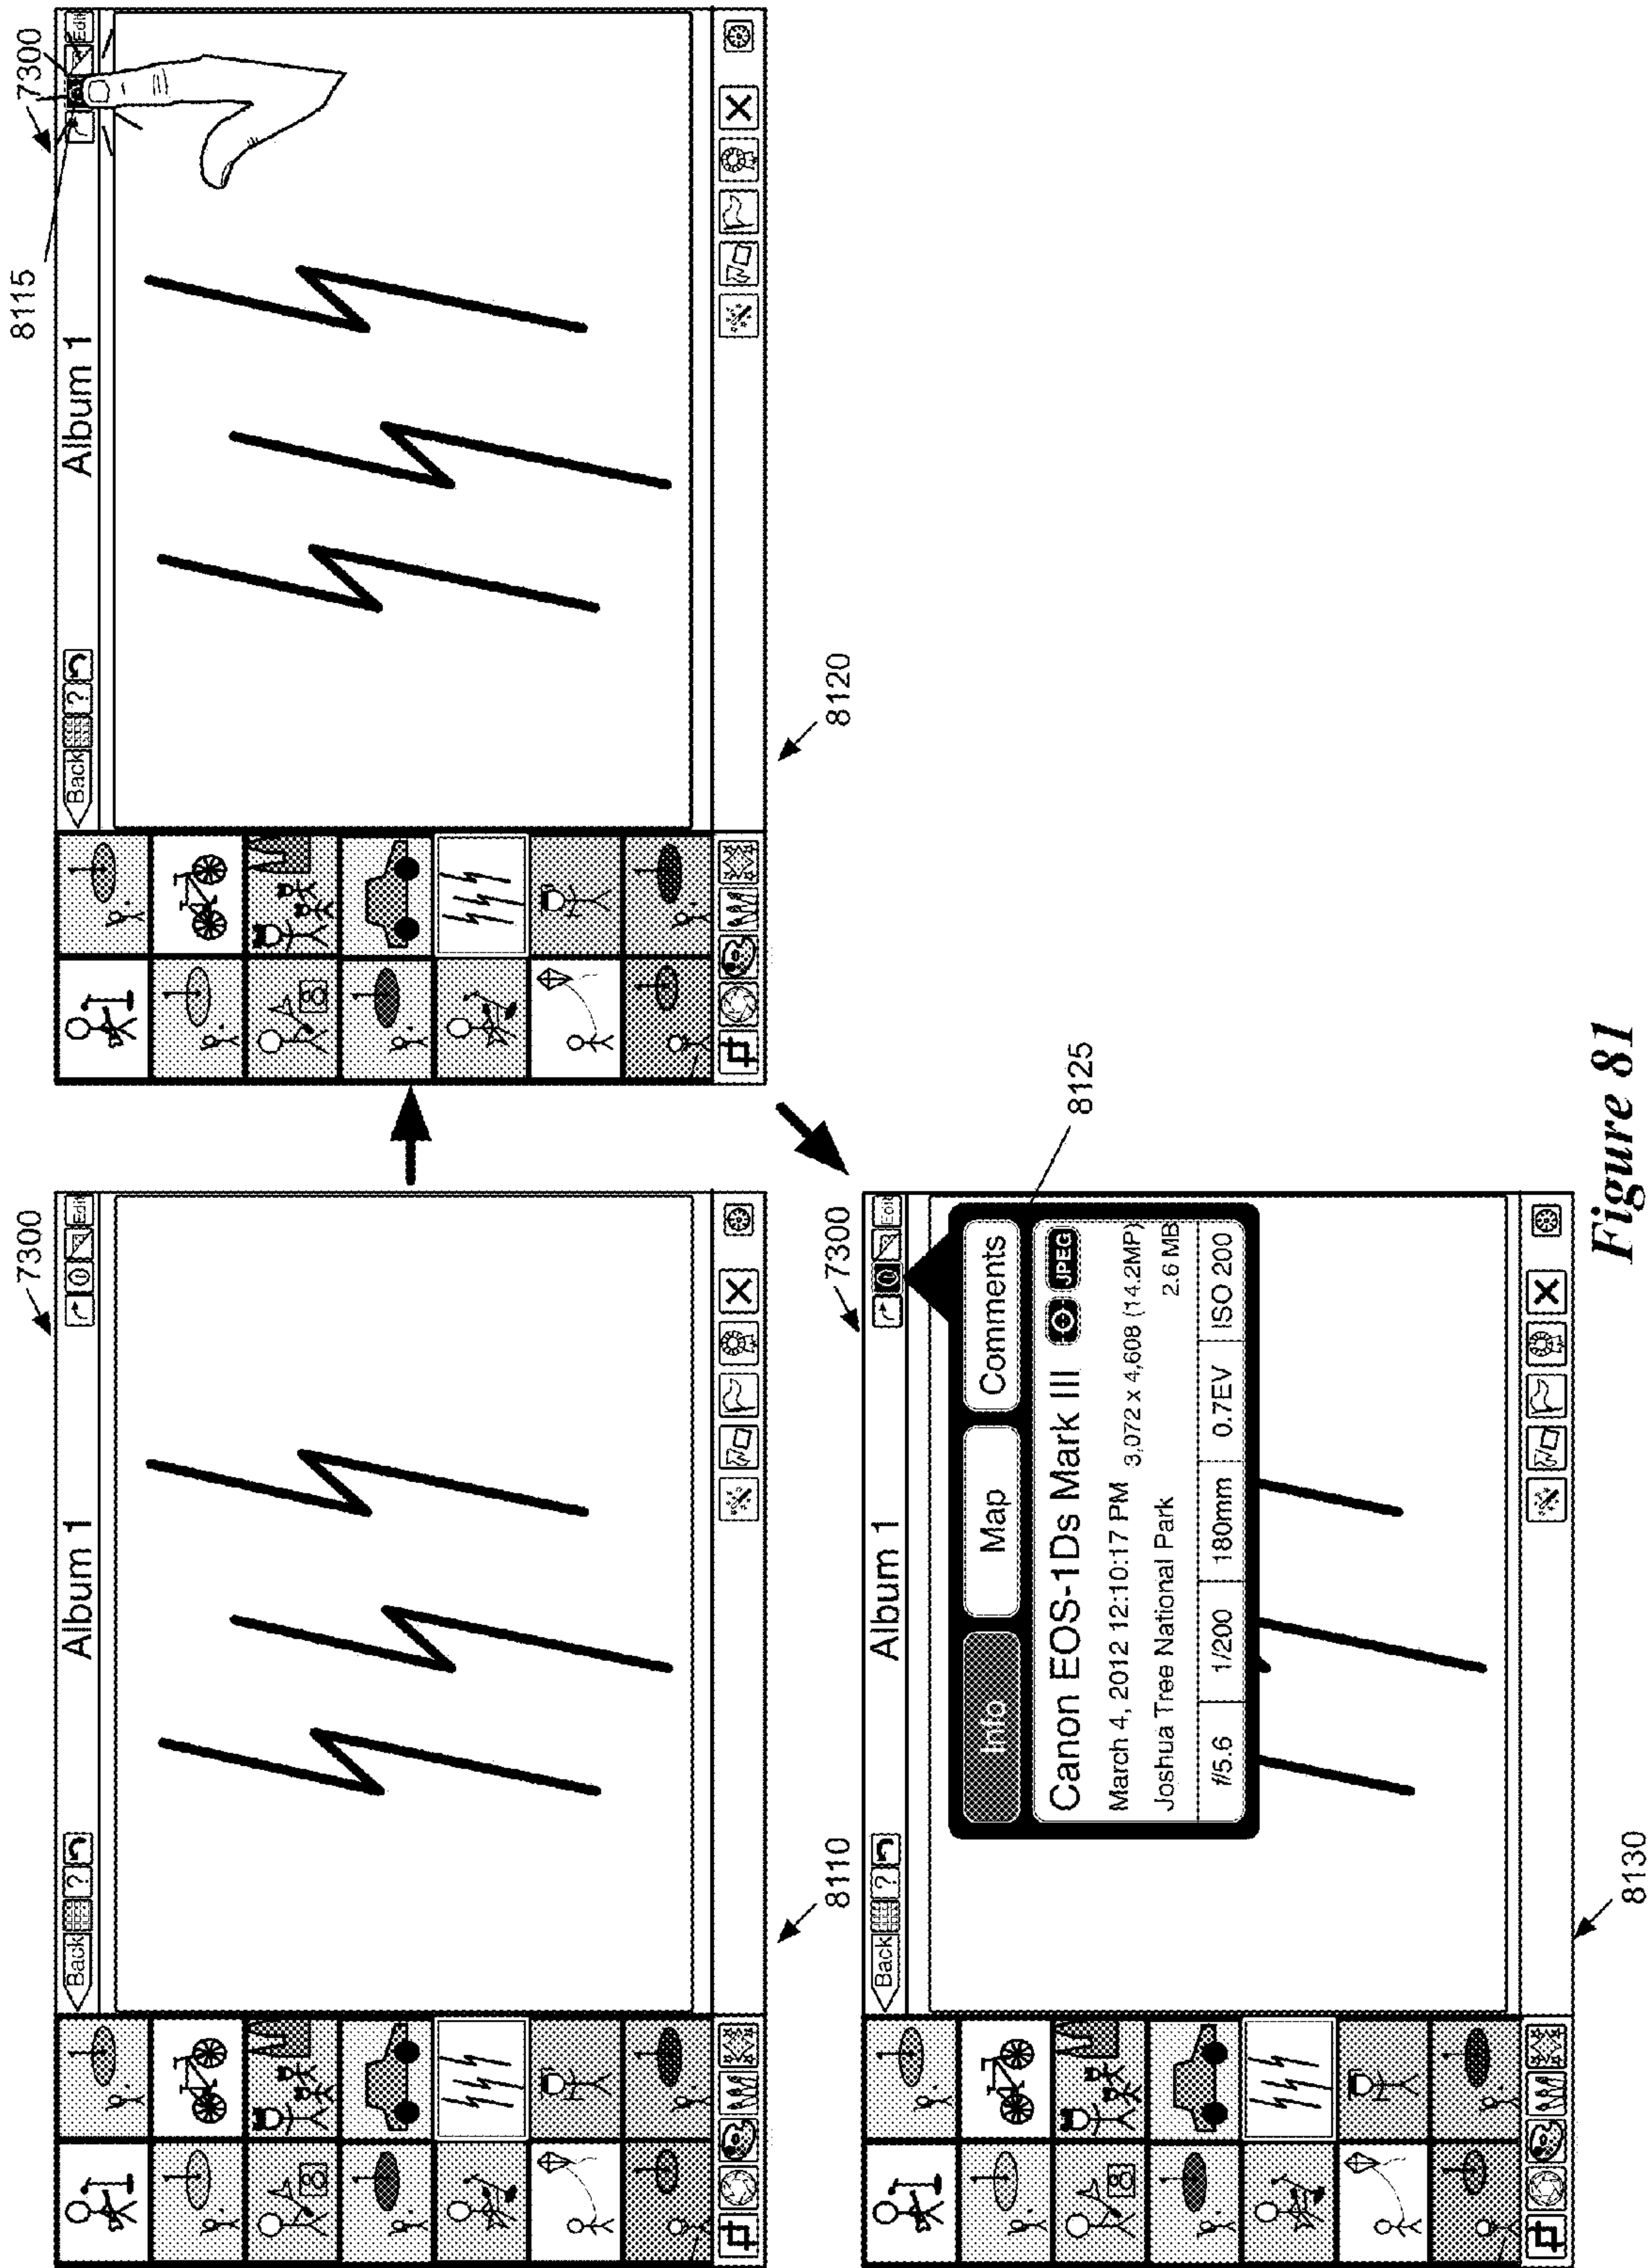 7300
Back ? Album 1 i Edit
8110
8115
7300
Back ? Album 1 Edit
8120
7300
Back ? Album 1 i Edit
Info Map Comments
Canon EOS-1Ds Mark III JPEG
March 4, 2012 12:10:17 PM 3,072 x 4,608 (14.2MP)
Joshua Tree National Park 2.6 MB
f/5.6 1/200 180mm 0.7EV ISO 200
8125
8130
Figure 81